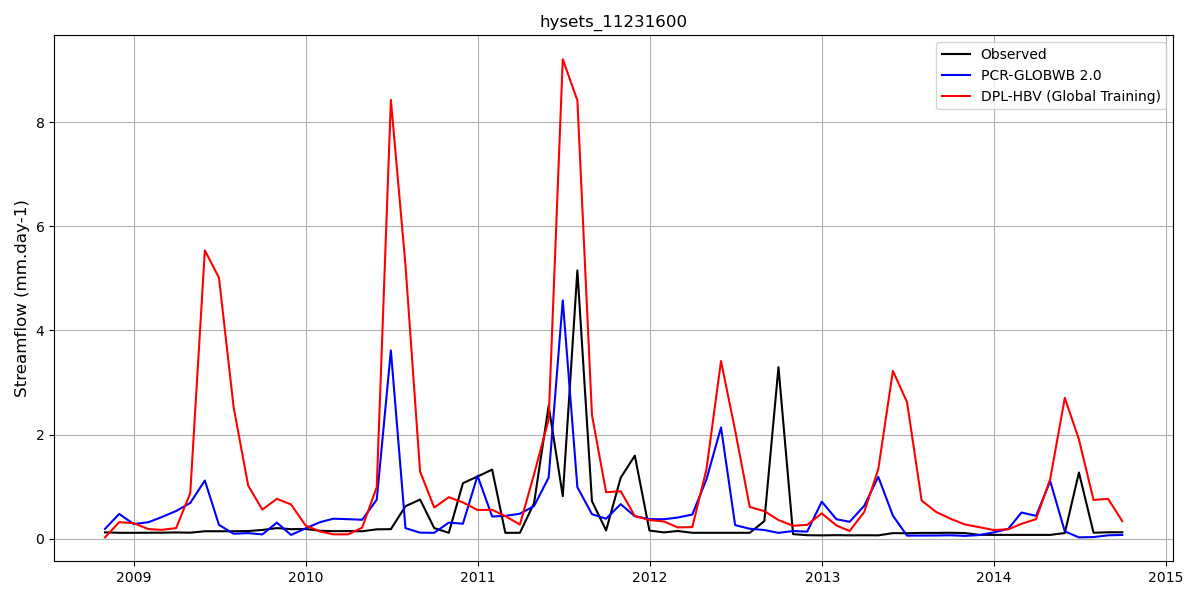 hysets_11231600
Observed
PCR-GLOBWB 2.0
DPL-HBV (Global Training)
Streamflow (mm.day-1)
8
6
4
2
0
2009 2010 2011 2012 2013 2014 2015